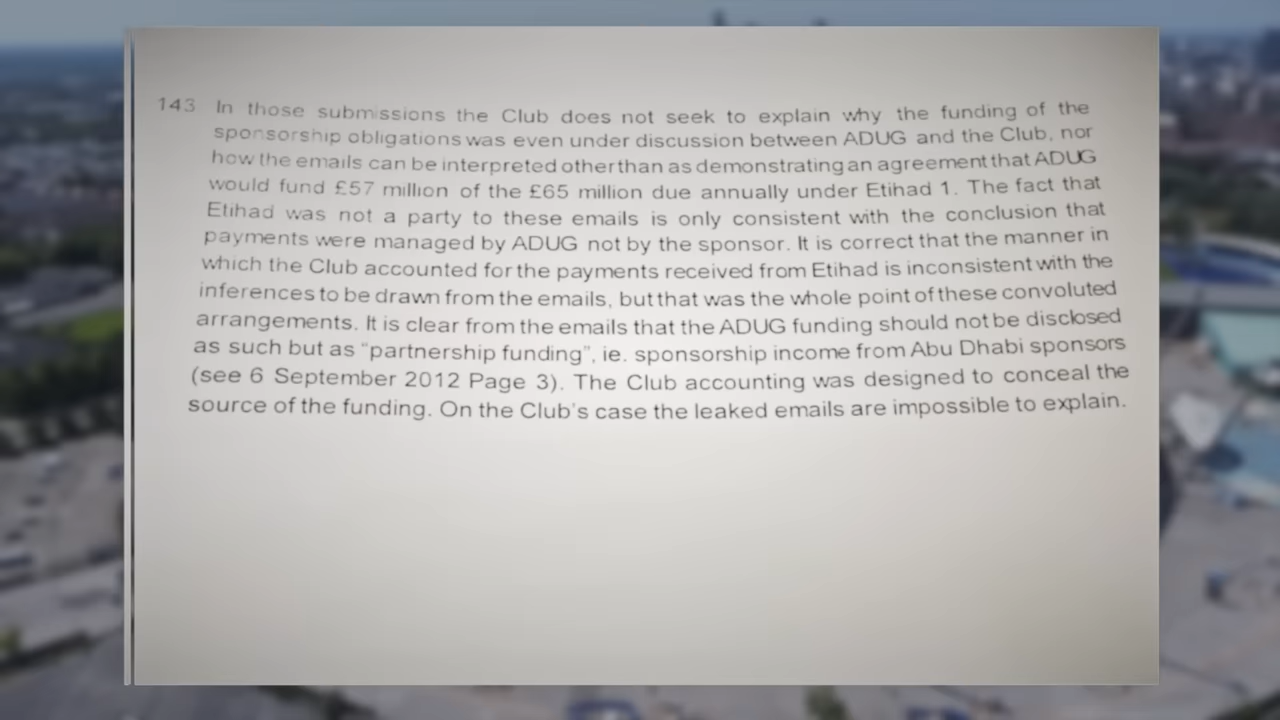 143 In those submissions the Club does not seek to explain why the funding of the
sponsorship obligations was even under discussion between ADUG and the Club, nor
how the emails can be interpreted other than as demonstrating an agreement that ADUG
would fund £57 million of the £65 million due annually under Etihad 1. The fact that
Etihad was not a party to these emails is only consistent with the conclusion that
payments were managed by ADUG not by the sponsor. It is correct that the manner in
which the Club accounted for the payments received from Etihad is inconsistent with the
inferences to be drawn from the emails, but that was the whole point of these convoluted
arrangements. It is clear from the emails that the ADUG funding should not be disclosed
as such but as “partnership funding”, ie. sponsorship income from Abu Dhabi sponsors
(see 6 September 2012 Page 3). The Club accounting was designed to conceal the
source of the funding. On the Club's case the leaked emails are impossible to explain.